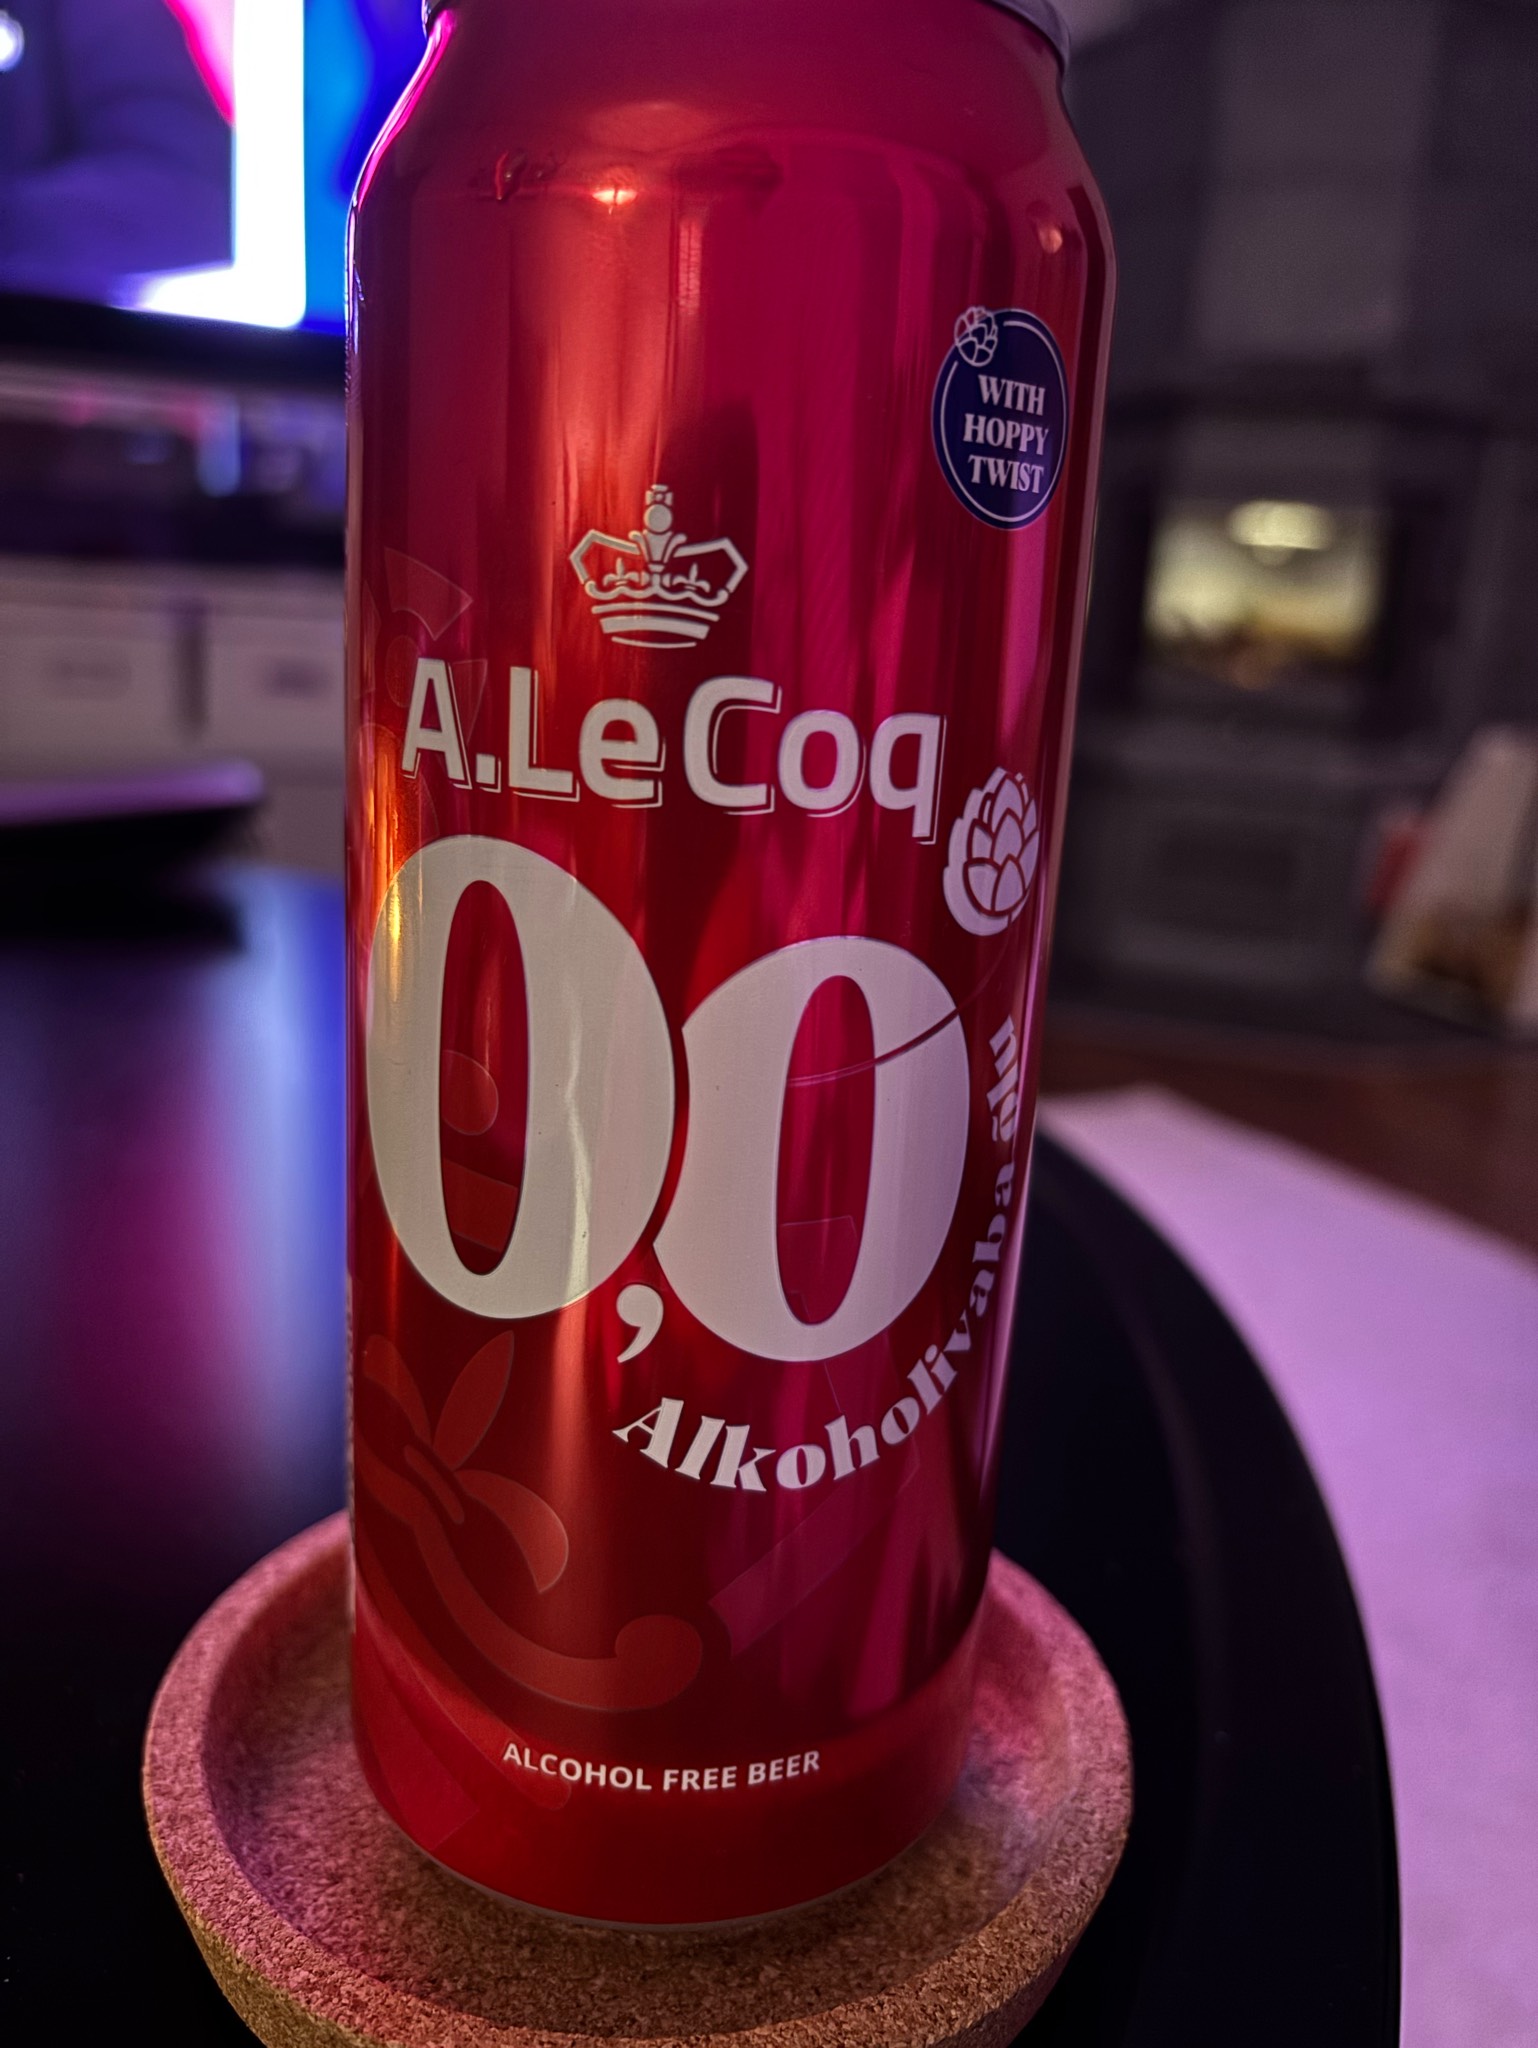 WITH
HOPPY
TWIST
A.Le Coq
0,0
Alkoholivaba õlu
ALCOHOL FREE BEER